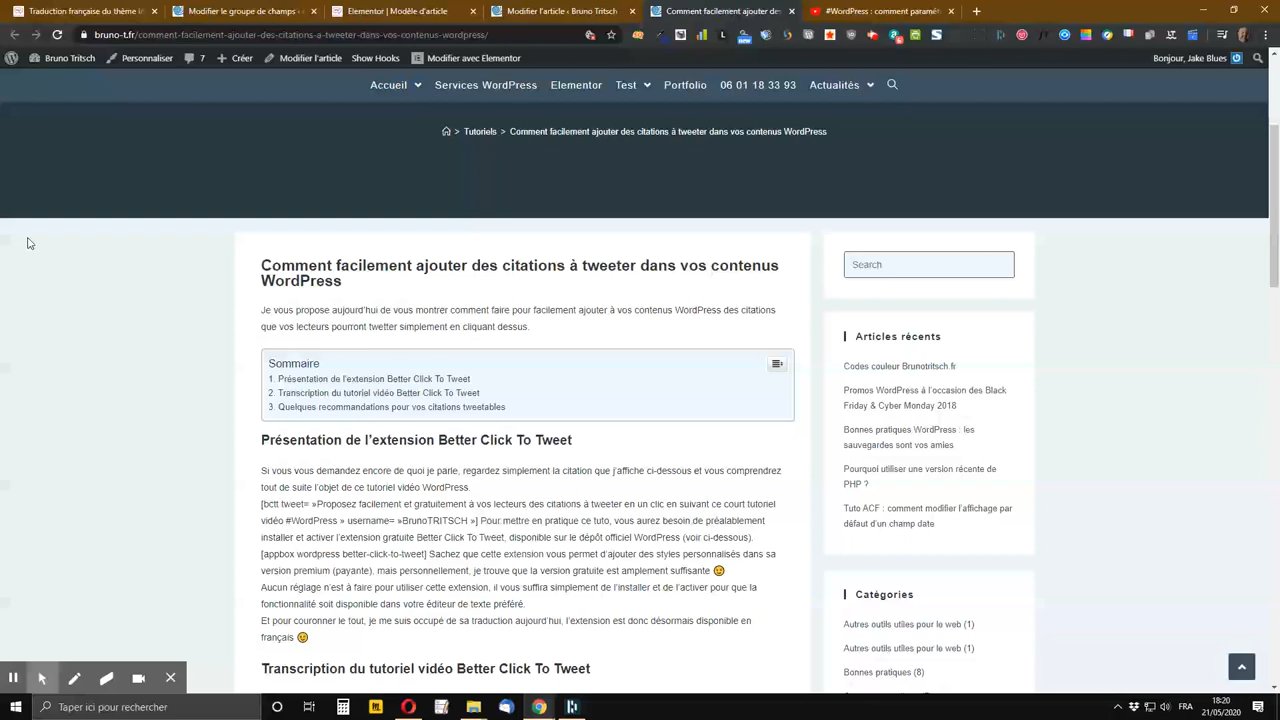 Traduction du thème
Modifier le groupe de cham
Modèle – Traduction
Modifier l'article ‹ Bruno Tritsch
Comment facilement ajouter des
#WordPress
bruno-t.fr/comment-facilement-ajouter-des-citations-a-tweeter-dans-vos-contenus-wordpress/
Bruno Tritsch
Personnaliser
7
Créer
Modifier l'article
Show Hooks
Modifier avec Elementor
Bonjour, Jake Blues
Accueil
Services WordPress
Elementor
Test
Portfolio
06 01 18 33 93
Actualités
> Tutoriels > Comment facilement ajouter des citations à tweeter dans vos contenus WordPress
Comment facilement ajouter des citations à tweeter dans vos contenus
WordPress
Je vous propose aujourd'hui de vous montrer comment faire pour facilement ajouter à vos contenus WordPress des citations
que vos lecteurs pourront twetter simplement en cliquant dessus.
Sommaire
1. Présentation de l'extension Better Click To Tweet
2. Transcription du tutoriel vidéo Better Click To Tweet
3. Quelques recommandations pour vos citations tweetables
Présentation de l'extension Better Click To Tweet
Si vous vous demandez encore de quoi je parle, regardez simplement la citation que j'affiche ci-dessous et vous comprendrez
tout de suite l'objet de ce tutoriel vidéo WordPress.
[bctt tweet= »Proposez facilement et gratuitement à vos lecteurs des citations à tweeter en un clic en suivant ce court tutoriel
vidéo #WordPress » username= »BrunoTRITSCH »] Pour mettre en pratique ce tuto, vous aurez besoin de préalablement
installer et activer l'extension gratuite Better Click To Tweet, disponible sur le dépôt officiel WordPress (voir ci-dessous).
[appbox wordpress better-click-to-tweet] Sachez que cette extension vous permet d'ajouter des styles personnalisés dans sa
version premium (payante). mais personnellement, je trouve que la version gratuite est amplement suffisante 😉
Aucun réglage n'est à faire pour utiliser cette extension, il vous suffira simplement de l'installer et de l'activer pour que la
fonctionnalité soit disponible dans votre éditeur de texte préféré.
Et pour couronner le tout, je me suis occupé de sa traduction aujourd'hui, l'extension est donc désormais disponible en
français 😉
Transcription du tutoriel vidéo Better Click To Tweet
Search
Articles récents
Codes couleur Brunotritsch.fr
Promos WordPress à l'occasion des Black
Friday & Cyber Monday 2018
Bonnes pratiques WordPress : les
sauvegardes sont vos amies
Pourquoi utiliser une version récente de
PHP ?
Tuto ACF : comment modifier l'affichage par
défaut d'un champ date
Catégories
Autres outils utiles pour le web (1)
Autres outils utiles pour le web (1)
Bonnes pratiques (8)
Taper ici pour rechercher
FRA
18:20
21/05/2020